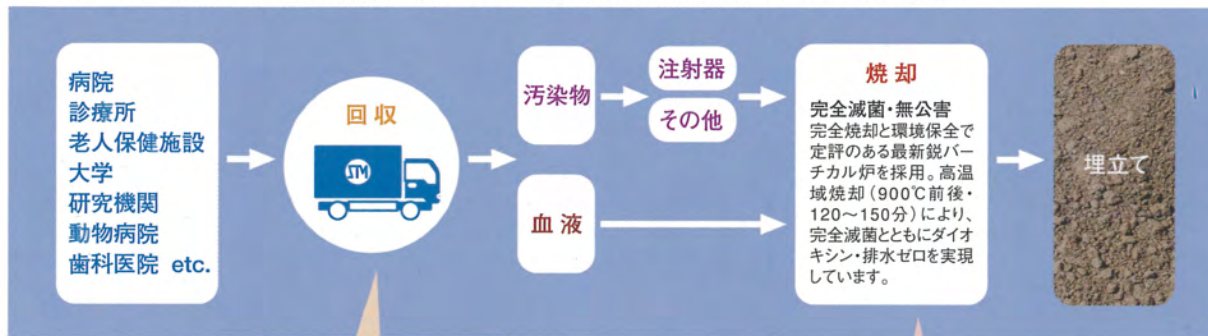 病院
診療所
老人保健施設
大学
研究機関
動物病院
歯科医院 etc.
回収
STM
汚染物
血液
注射器
その他
焼却
完全滅菌・無公害
完全焼却と環境保全で
定評のある最新鋭バー
チカル炉を採用。高温
域焼却(900℃前後・
120〜150分)により、
完全滅菌とともにダイオ
キシン・排水ゼロを実現
しています。
埋立て